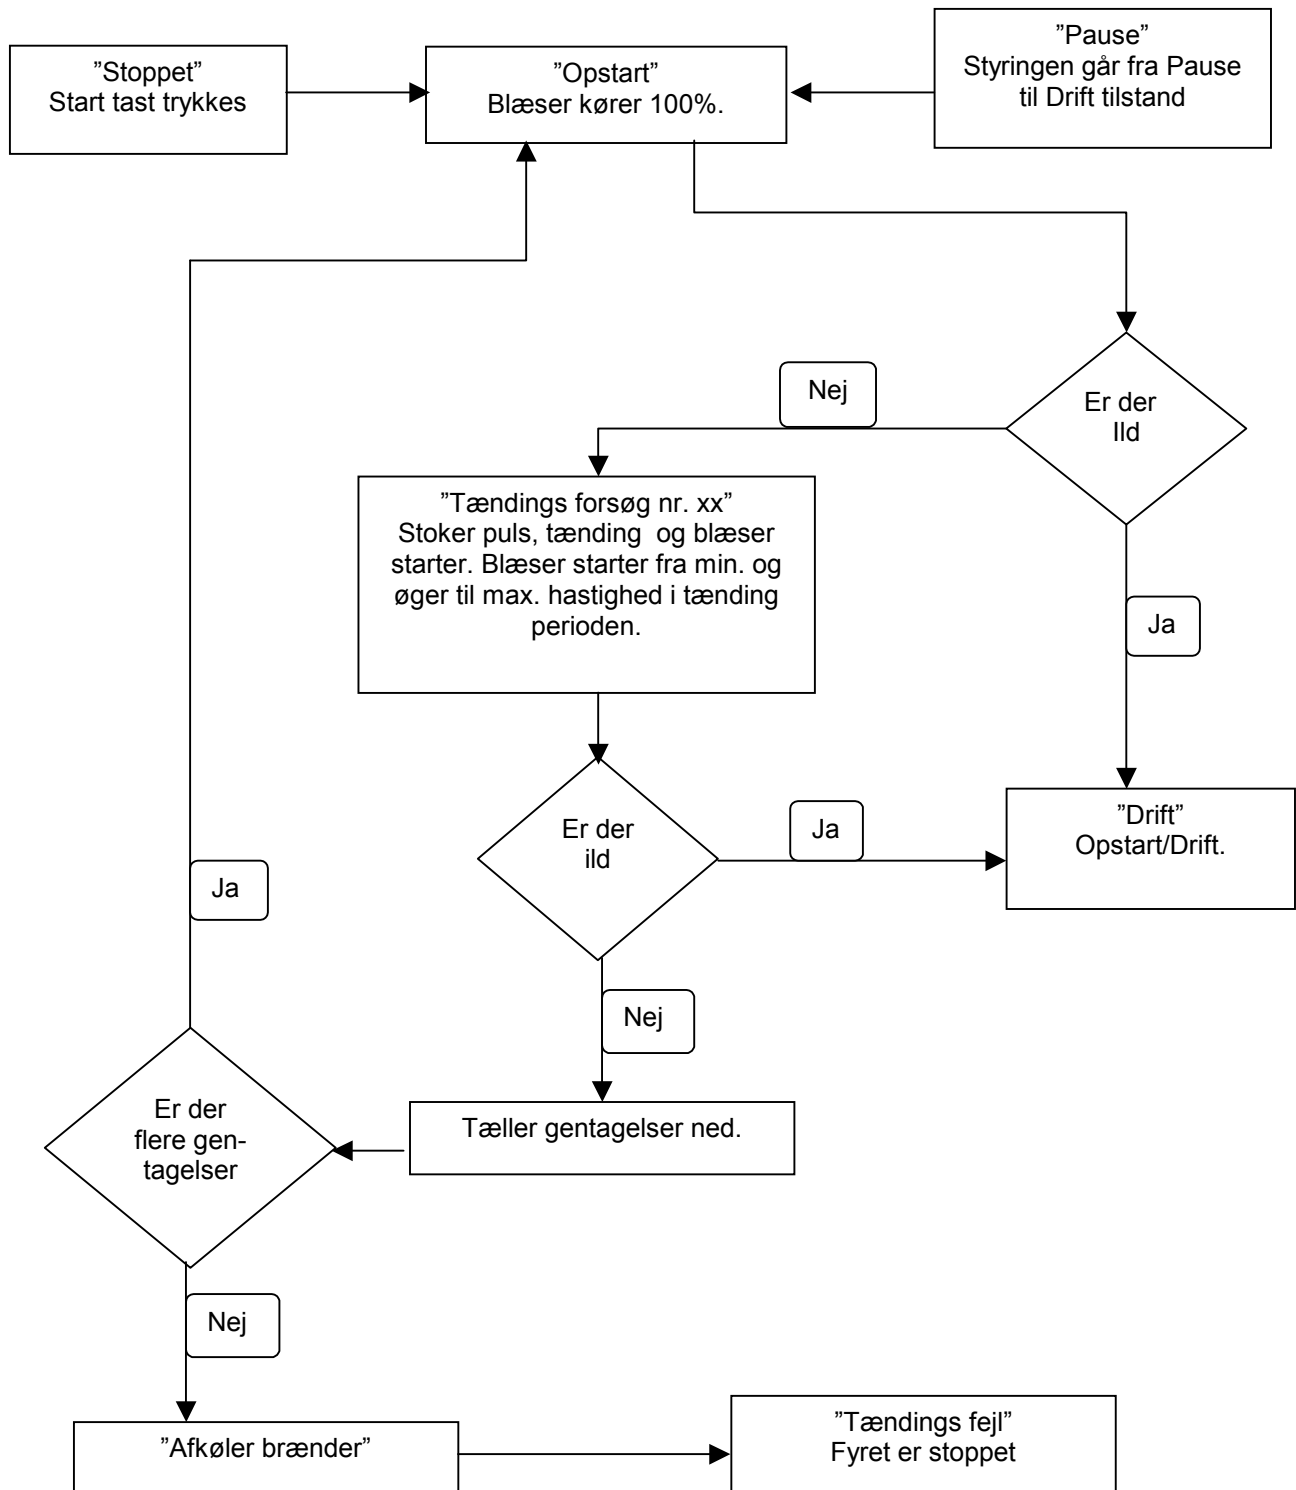 ”Stoppet”
Start tast trykkes
”Opstart”
Blæser kører 100%.
”Pause”
Styringen går fra Pause
til Drift tilstand
Nej
Er der
Ild
”Tændings forsøg nr. xx”
Stoker puls, tænding og blæser
starter. Blæser starter fra min. og
øger til max. hastighed i tænding
perioden.
Ja
Er der
ild
Ja
”Drift”
Opstart/Drift.
Ja
Nej
Er der
flere gen-
tagelser
Tæller gentagelser ned.
Nej
”Afkøler brænder”
”Tændings fejl”
Fyret er stoppet